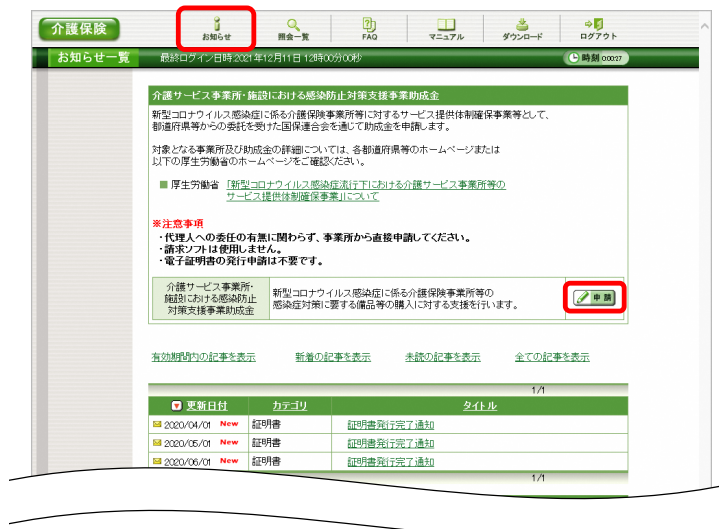 介護保険
お知らせ
照会一覧
FAQ
マニュアル
ダウンロード
ログアウト
お知らせ一覧
最終ログイン日時:2021年12月11日 12時00分00秒
時刻 00:02:7
介護サービス事業所・施設における感染防止対策支援事業助成金
新型コロナウイルス感染症に係る介護保険事業所等に対するサービス提供体制確保事業等として、
都道府県等からの委託を受けた国保連合会を通じて助成金を申請します。
対象となる事業所及び助成金の詳細については、各都道府県等のホームページまたは
以下の厚生労働省のホームページをご確認ください。
■ 厚生労働省 「新型コロナウイルス感染症流行下における介護サービス事業所等の
サービス提供体制確保事業」について
※注意事項
・代理人への委任の有無に関わらず、事業所から直接申請してください。
・請求ソフトは使用しません。
・電子証明書の発行申請は不要です。
介護サービス事業所・
施設における感染防止
対策支援事業助成金
新型コロナウイルス感染症に係る介護保険事業所等の
感染症対策に要する備品等の購入に対する支援を行います。
申請
有効期間内の記事を表示 新着の記事を表示 未読の記事を表示 全ての記事を表示
1/1
更新日付 カテゴリ タイトル
2020/04/01 New 証明書 証明書発行完了通知
2020/05/01 New 証明書 証明書発行完了通知
2020/06/01 New 証明書 証明書発行完了通知
1/1